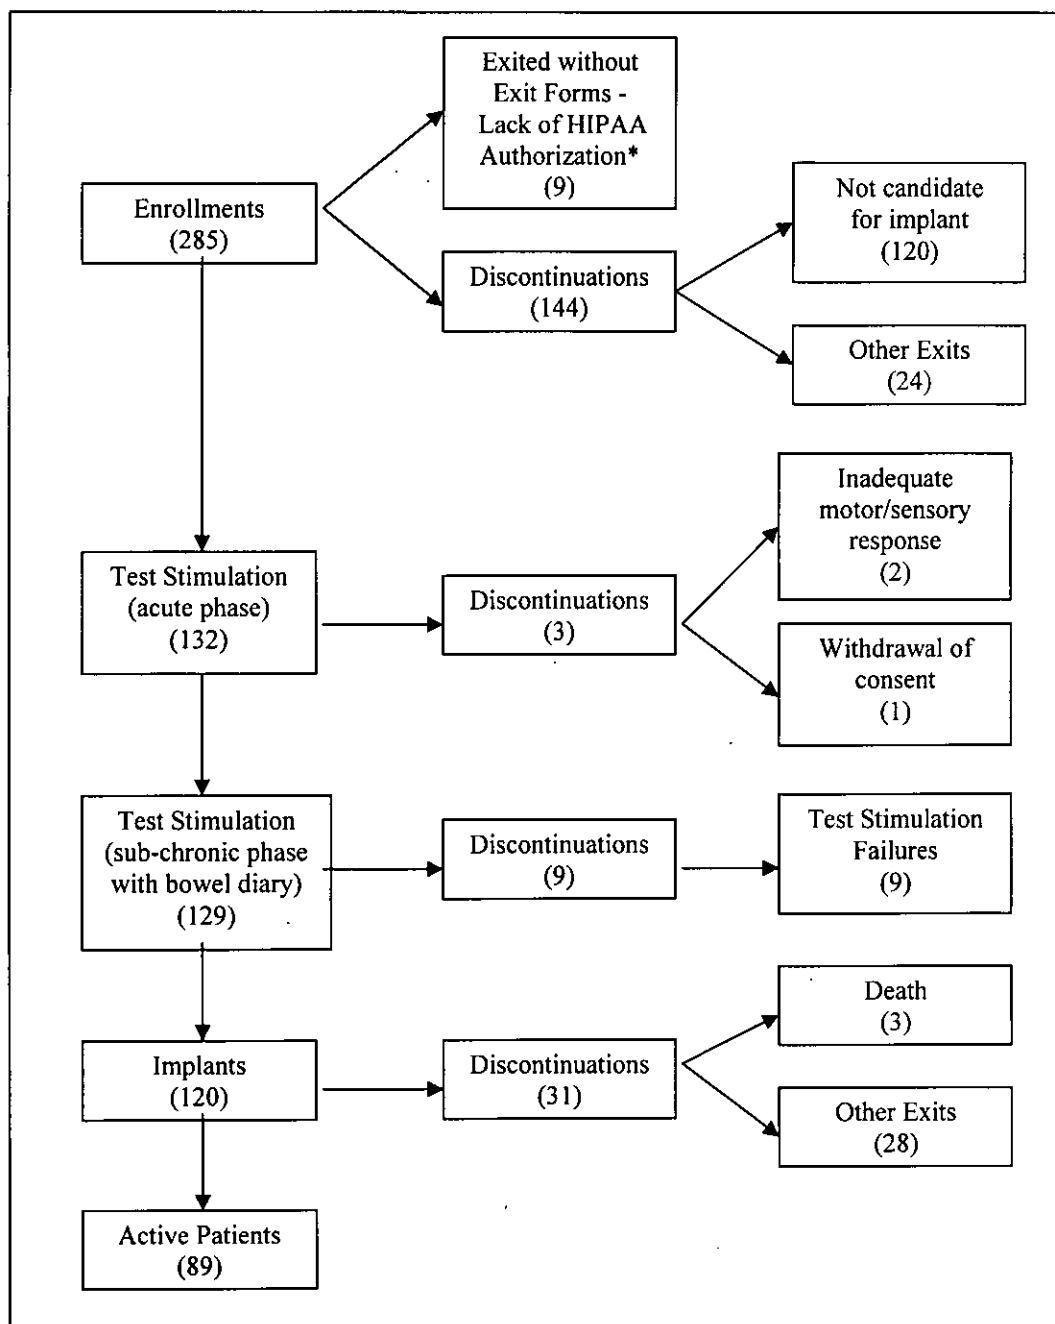 Exited without
Exit Forms -
Lack of HIPAA
Authorization*
(9)
Enrollments
(285)
Not candidate
for implant
(120)
Discontinuations
(144)
Other Exits
(24)
Inadequate
motor/sensory
response
(2)
Test Stimulation
(acute phase)
(132)
Discontinuations
(3)
Withdrawal of
consent
(1)
Test Stimulation
(sub-chronic phase
with bowel diary)
(129)
Discontinuations
(9)
Test Stimulation
Failures
(9)
Death
(3)
Implants
(120)
Discontinuations
(31)
Other Exits
(28)
Active Patients
(89)